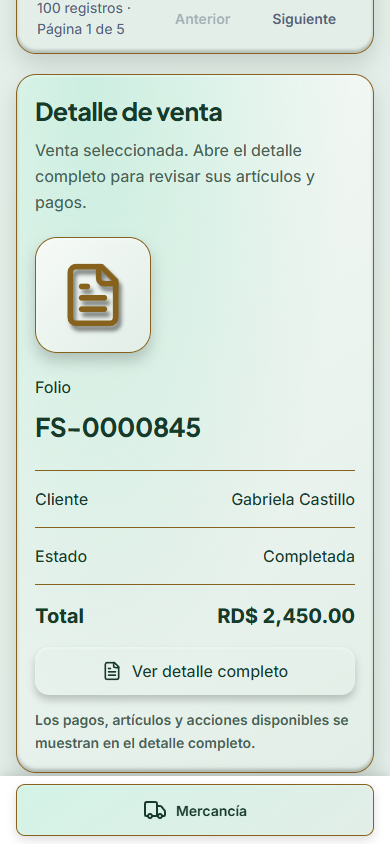 100 registros ·
Página 1 de 5
Anterior
Siguiente
Detalle de venta
Venta seleccionada. Abre el detalle
completo para revisar sus artículos y
pagos.
Folio
FS-0000845
Cliente
Gabriela Castillo
Estado
Completada
Total
RD$ 2,450.00
Ver detalle completo
Los pagos, artículos y acciones disponibles se
muestran en el detalle completo.
Mercancía